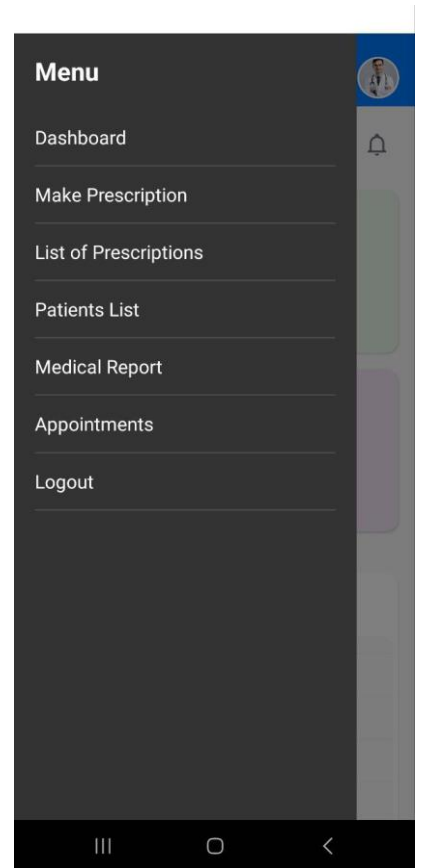 Menu
Dashboard
Make Prescription
List of Prescriptions
Patients List
Medical Report
Appointments
Logout